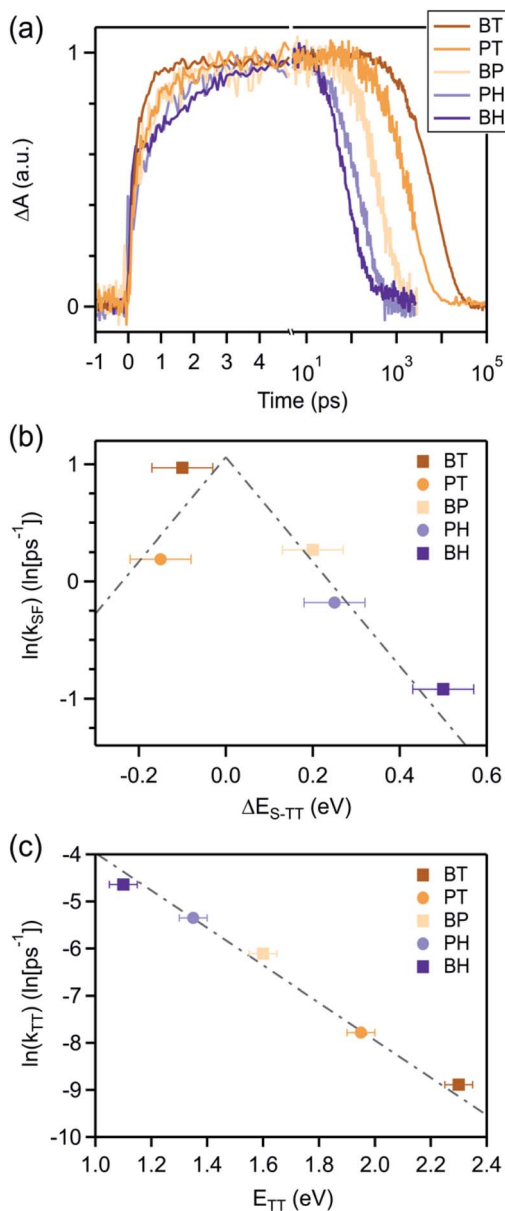 (a)
BT
PT
BP
PH
BH
1
0
ΔA (a.u.)
-1 0 1 2 3 4 10¹ 10³ 10⁵
Time (ps)
(b)
BT
PT
BP
PH
BH
1
0
-1
ln(kSF) (ln[ps⁻¹])
-0.2 0.0 0.2 0.4 0.6
ΔES-TT (eV)
(c)
BT
PT
BP
PH
BH
-4
-5
-6
-7
-8
-9
-10
ln(kTT) (ln[ps⁻¹])
1.0 1.2 1.4 1.6 1.8 2.0 2.2 2.4
ETT (eV)